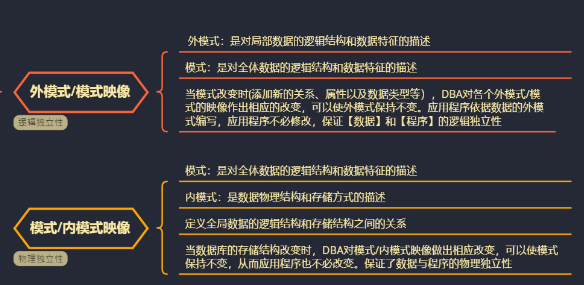 外模式/模式映像
逻辑独立性
外模式：是对局部数据的逻辑结构和数据特征的描述
模式：是对全体数据的逻辑结构和数据特征的描述
当模式改变时(添加新的关系、属性以及数据类型等），DBA对各个外模式/模
式的映像作出相应的改变，可以使外模式保持不变。应用程序依据数据的外模
式编写，应用程序不必修改，保证【数据】和【程序】的逻辑独立性
模式/内模式映像
物理独立性
模式：是对全体数据的逻辑结构和数据特征的描述
内模式：是数据物理结构和存储方式的描述
定义全局数据的逻辑结构和存储结构之间的关系
当数据库的存储结构改变时，DBA对模式/内模式映像做出相应改变，可以使模式
保持不变，从而应用程序也不必改变。保证了数据与程序的物理独立性